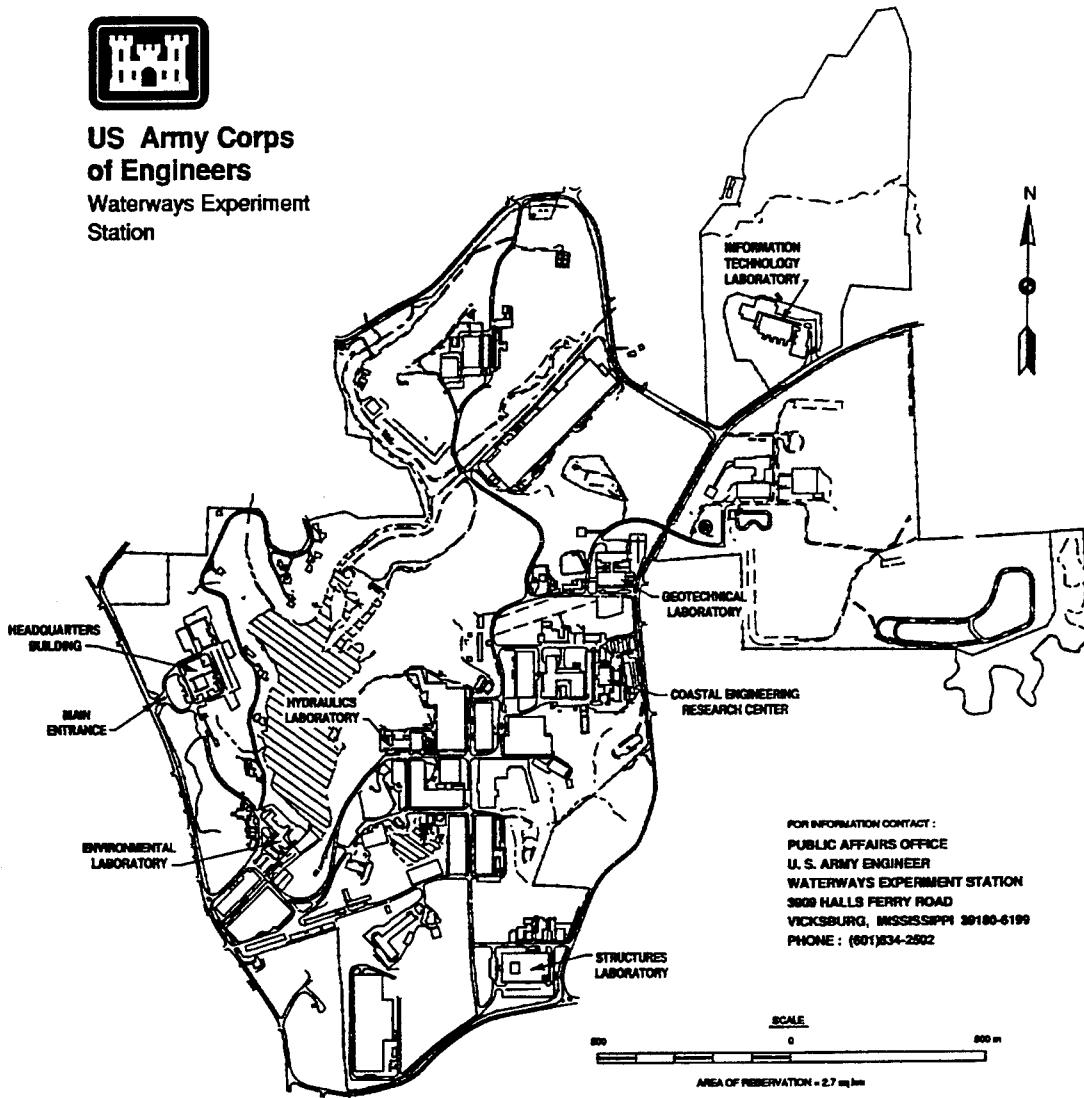 US Army Corps
of Engineers
Waterways Experiment
Station
N
INFORMATION
TECHNOLOGY
LABORATORY
GEOTECHNICAL
LABORATORY
HEADQUARTERS
BUILDING
MAIN
ENTRANCE
HYDRAULICS
LABORATORY
COASTAL ENGINEERING
RESEARCH CENTER
ENVIRONMENTAL
LABORATORY
STRUCTURES
LABORATORY
FOR INFORMATION CONTACT :
PUBLIC AFFAIRS OFFICE
U. S. ARMY ENGINEER
WATERWAYS EXPERIMENT STATION
3909 HALLS FERRY ROAD
VICKSBURG, MISSISSIPPI 39180-6199
PHONE : (601)634-2502
SCALE
500 0 500 m
AREA OF RESERVATION = 2.7 sq km